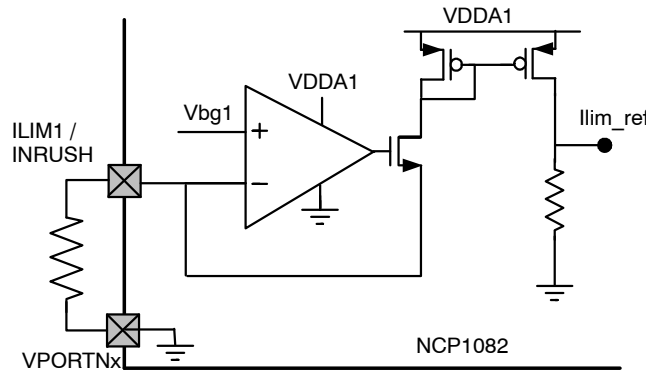 VDDA1
VDDA1
Vbg1
+
−
ILIM1 /
INRUSH
Ilim_ref
VPORTNx
NCP1082